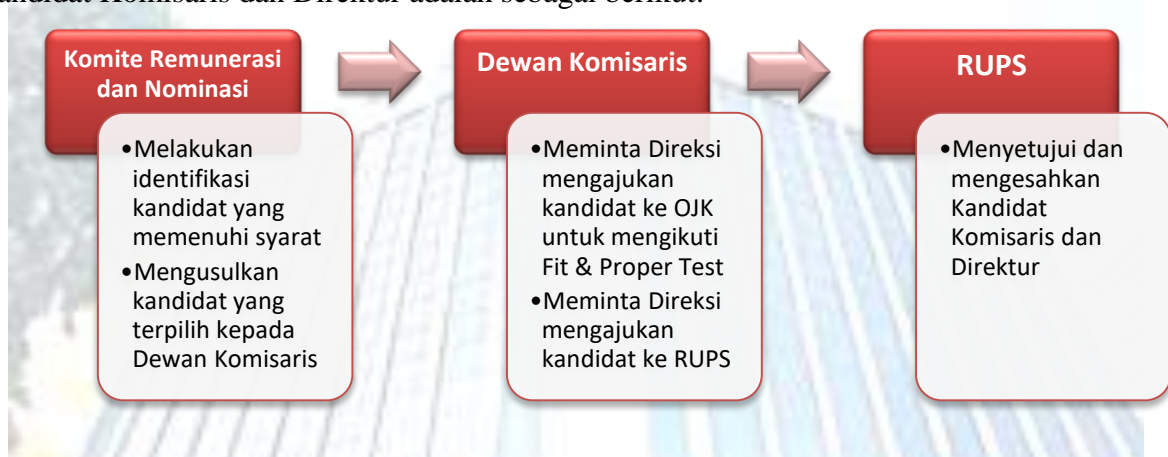 andidat Komisaris dan Direktur adalah sebagai berikut:
Komite Remunerasi
dan Nominasi
•Melakukan
identifikasi
kandidat yang
memenuhi syarat
•Mengusulkan
kandidat yang
terpilih kepada
Dewan Komisaris
Dewan Komisaris
•Meminta Direksi
mengajukan
kandidat ke OJK
untuk mengikuti
Fit & Proper Test
•Meminta Direksi
mengajukan
kandidat ke RUPS
RUPS
•Menyetujui dan
mengesahkan
Kandidat
Komisaris dan
Direktur